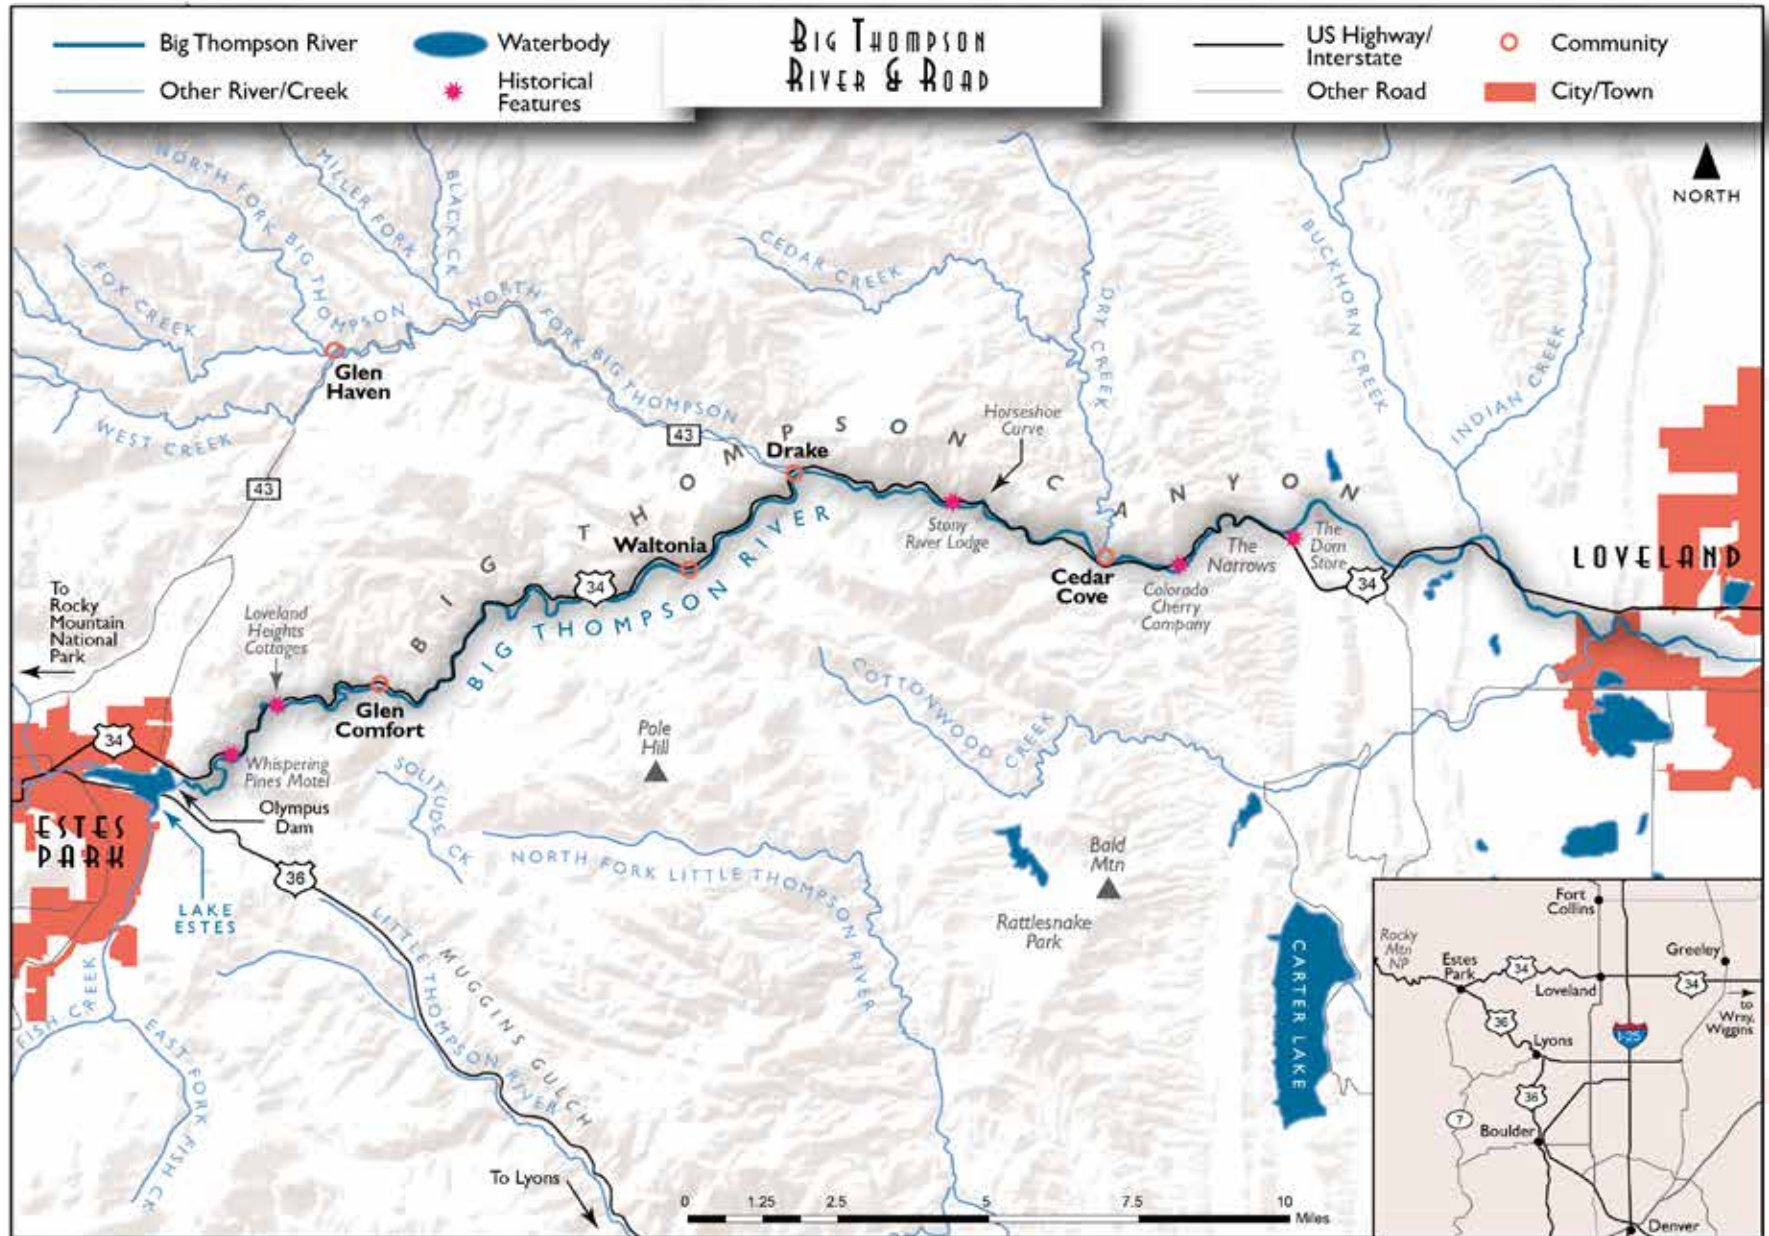 Big Thompson River
Other River/Creek
Waterbody
Historical
Features
BIG THOMPSON
RIVER & ROAD
US Highway/
Interstate
Other Road
Community
City/Town
NORTH
NORTH FORK BIG
THOMPSON
MILLER FORK
BLACK CK
FOX CREEK
WEST CREEK
NORTH FORK BIG THOMPSON
CEDAR CREEK
DRY CREEK
BUCKHORN CREEK
INDIAN CREEK
Glen
Haven
43
43
Drake
Horseshoe
Curve
BIG THOMPSON CANYON
Stony
River Lodge
Waltonia
34
BIG THOMPSON RIVER
Cedar
Cove
Colorado
Cherry
Company
The
Narrows
The
Dam
Store
34
LOVELAND
To
Rocky
Mountain
National
Park
Loveland
Heights
Cottages
Glen
Comfort
34
Whispering
Pines Motel
Olympus
Dam
ESTES
PARK
LAKE
ESTES
36
Pole
Hill
SOLITUDE CK
COTTONWOOD
CREEK
NORTH FORK LITTLE THOMPSON RIVER
Bald
Mtn
Rattlesnake
Park
CARTER LAKE
LITTLE THOMPSON RIVER
MUGGINS GULCH
FISH CREEK
EAST FORK FISH CK
To Lyons
0 1.25 2.5 5 7.5 10
Miles
Fort
Collins
Rocky
Mtn
NP
Estes
Park
34
Loveland
Greeley
34
to
Wray,
Wiggins
36
I-25
Lyons
36
7
Boulder
Denver